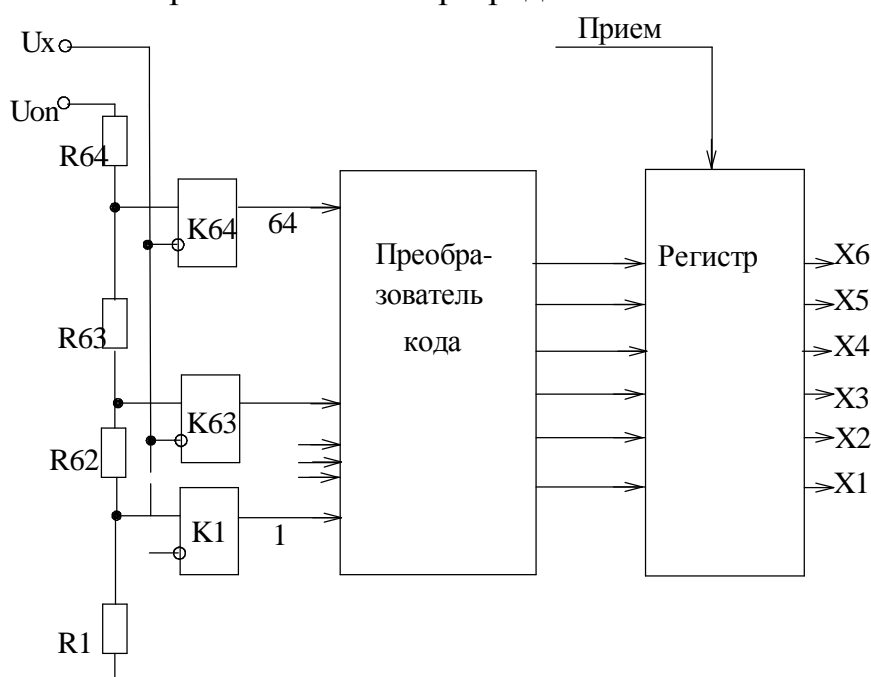 Прием
Ux
Uon
R64
K64
64
Преобра-
зователь
кода
Регистр
X6
X5
R63
X4
K63
X3
X2
R62
X1
K1
1
R1